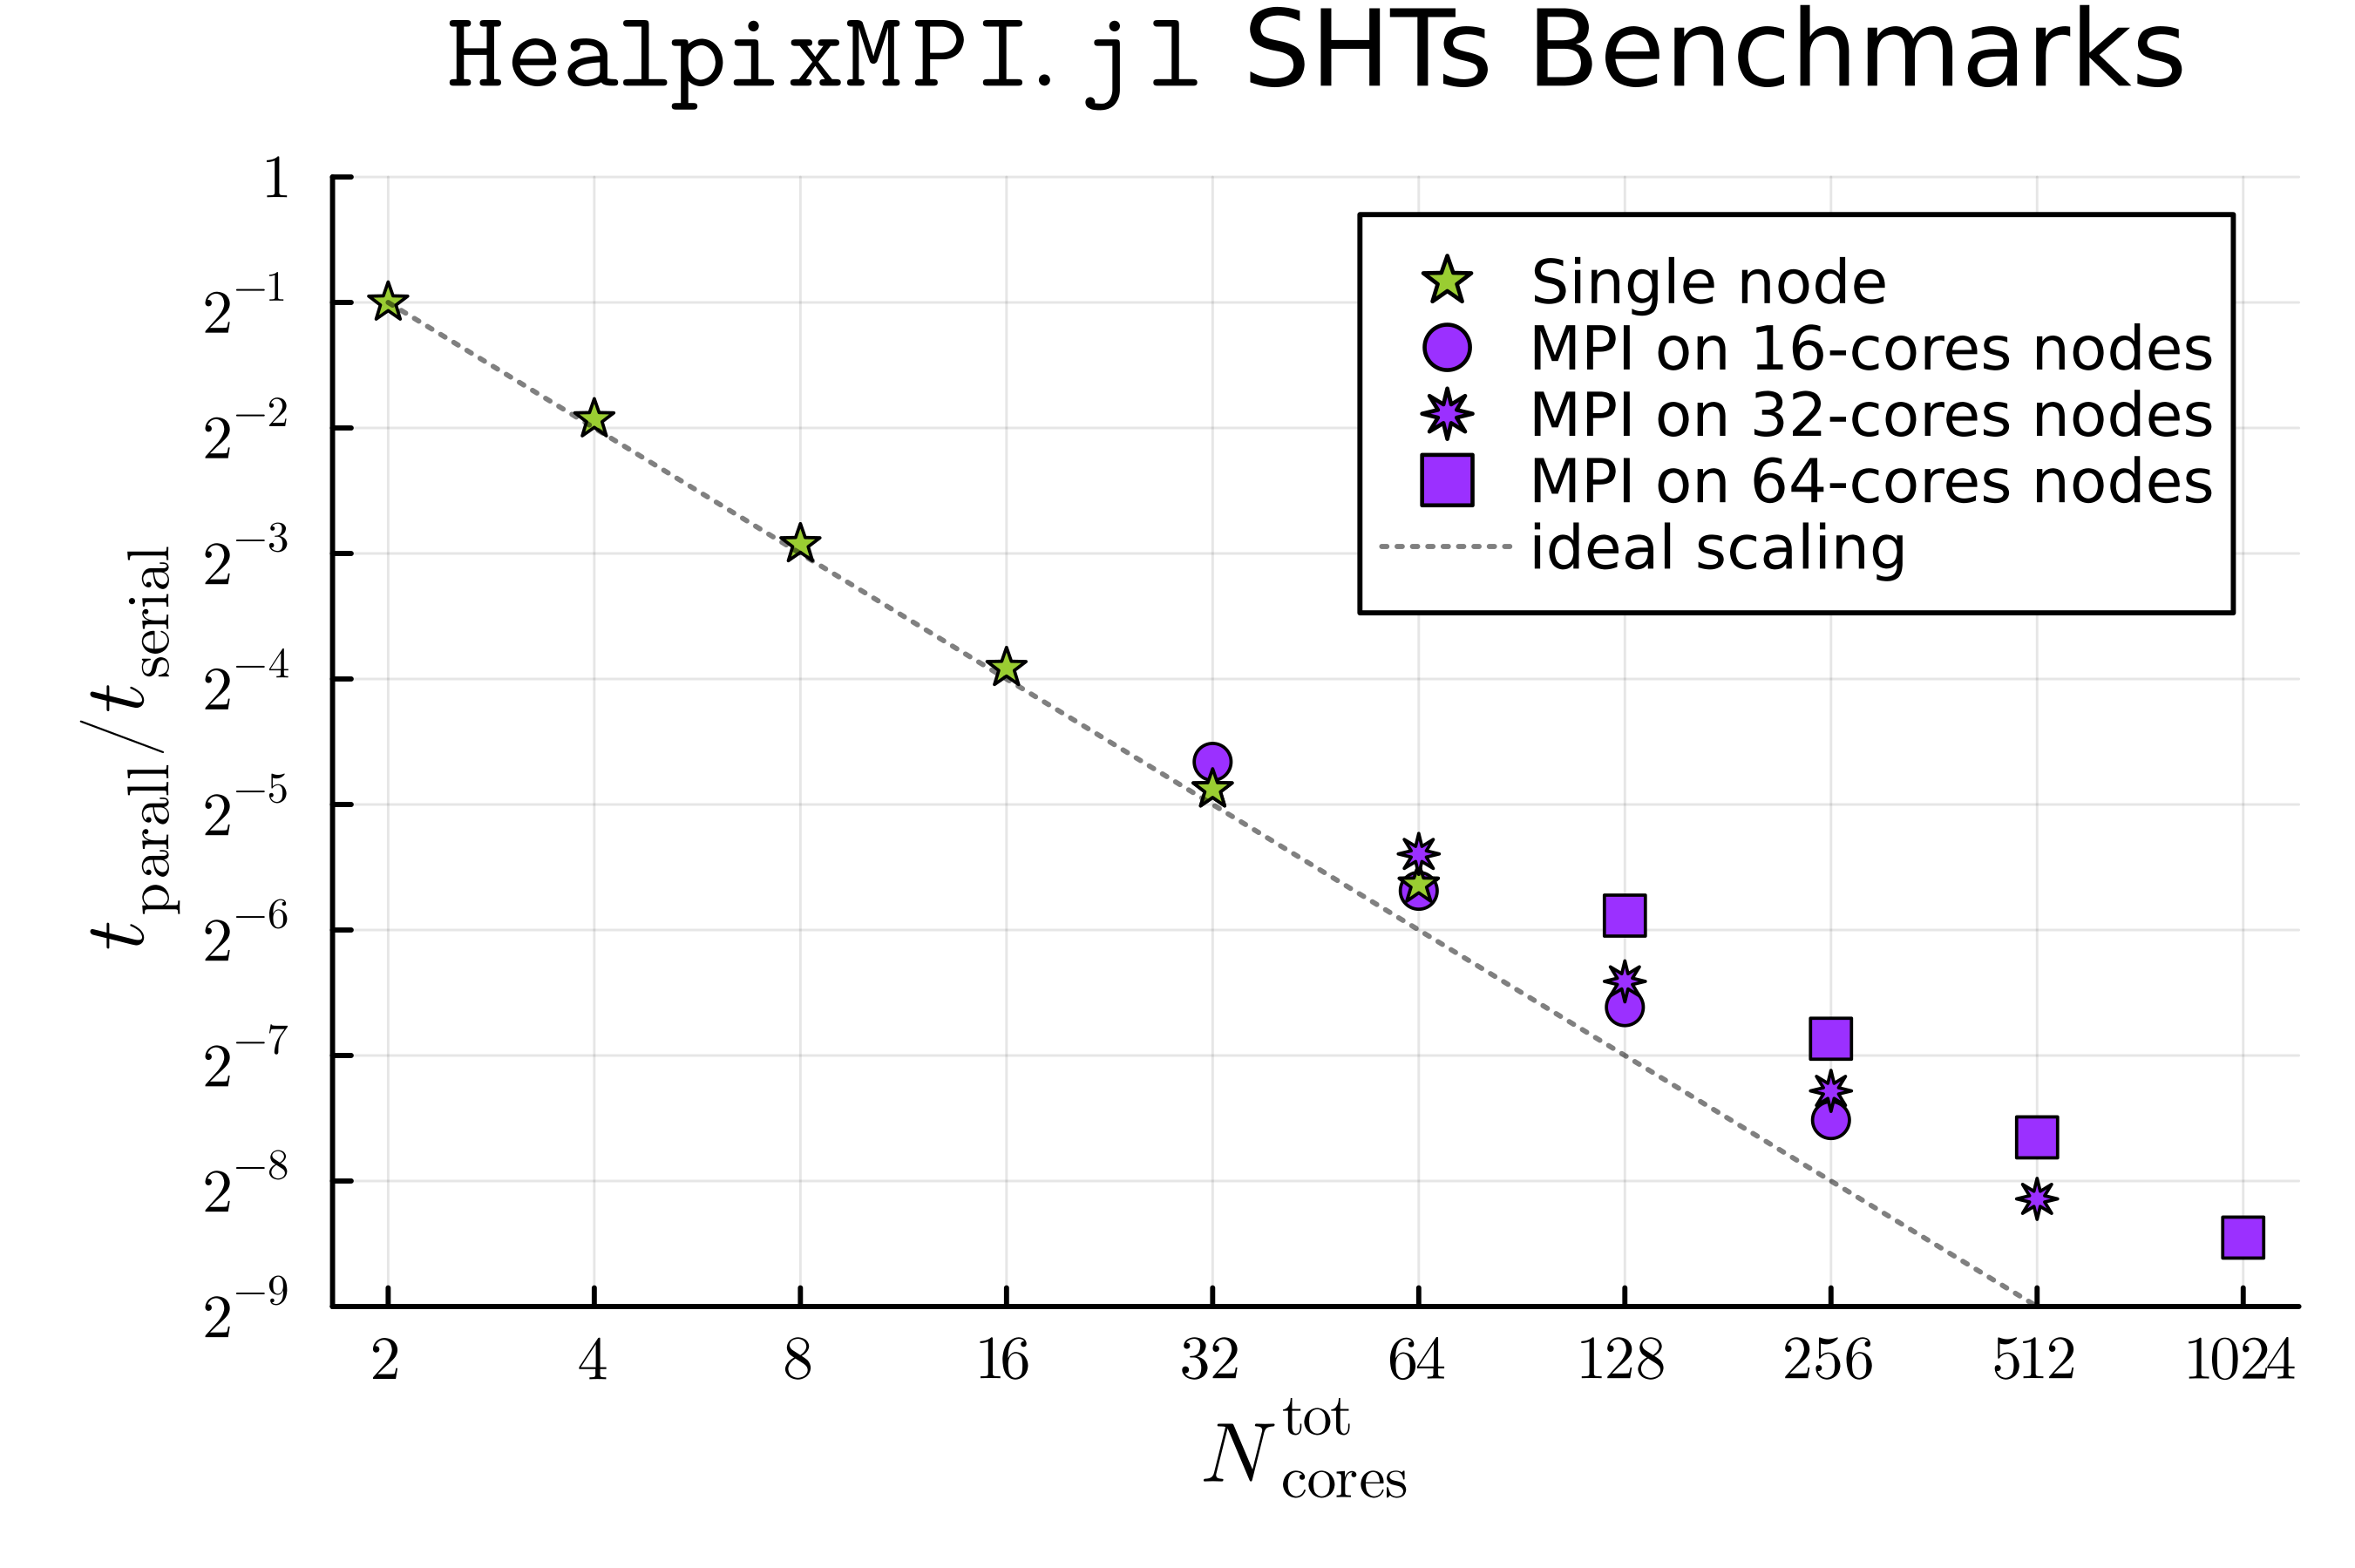 HealpixMPI.jl SHTs Benchmarks
1
2^−1
2^−2
2^−3
2^−4
2^−5
2^−6
2^−7
2^−8
2^−9
t_parall / t_serial
Single node
MPI on 16-cores nodes
MPI on 32-cores nodes
MPI on 64-cores nodes
ideal scaling
2 4 8 16 32 64 128 256 512 1024
N_cores^tot